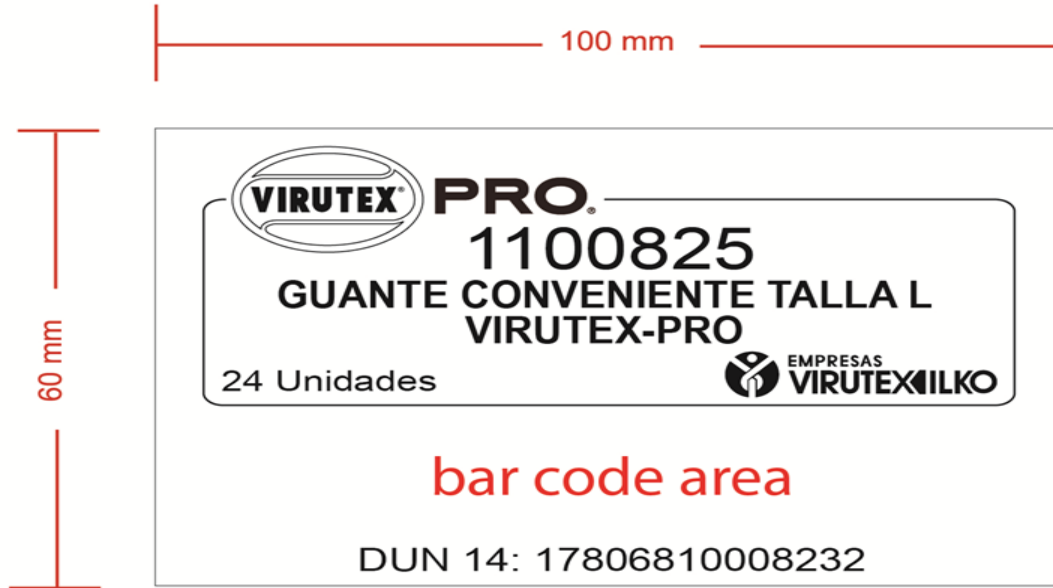 100 mm
60 mm
VIRUTEX®
PRO®
1100825
GUANTE CONVENIENTE TALLA L
VIRUTEX-PRO
24 Unidades
EMPRESAS
VIRUTEX ILKO
bar code area
DUN 14: 17806810008232